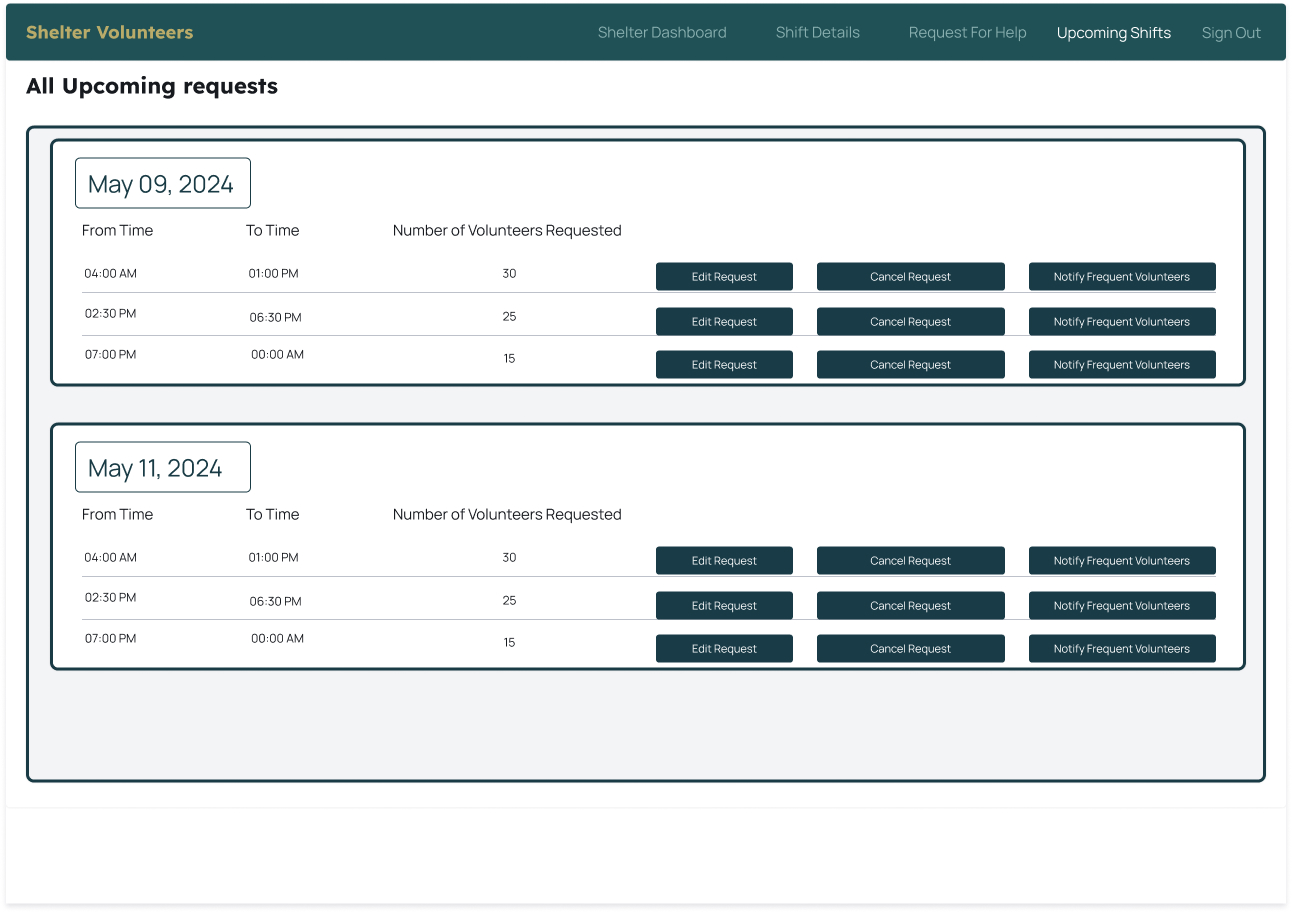 Shelter Volunteers Shelter Dashboard Shift Details Request For Help Upcoming Shifts Sign Out
All Upcoming requests
May 09, 2024
From Time To Time Number of Volunteers Requested
04:00 AM 01:00 PM 30 Edit Request Cancel Request Notify Frequent Volunteers
02:30 PM 06:30 PM 25 Edit Request Cancel Request Notify Frequent Volunteers
07:00 PM 00:00 AM 15 Edit Request Cancel Request Notify Frequent Volunteers
May 11, 2024
From Time To Time Number of Volunteers Requested
04:00 AM 01:00 PM 30 Edit Request Cancel Request Notify Frequent Volunteers
02:30 PM 06:30 PM 25 Edit Request Cancel Request Notify Frequent Volunteers
07:00 PM 00:00 AM 15 Edit Request Cancel Request Notify Frequent Volunteers